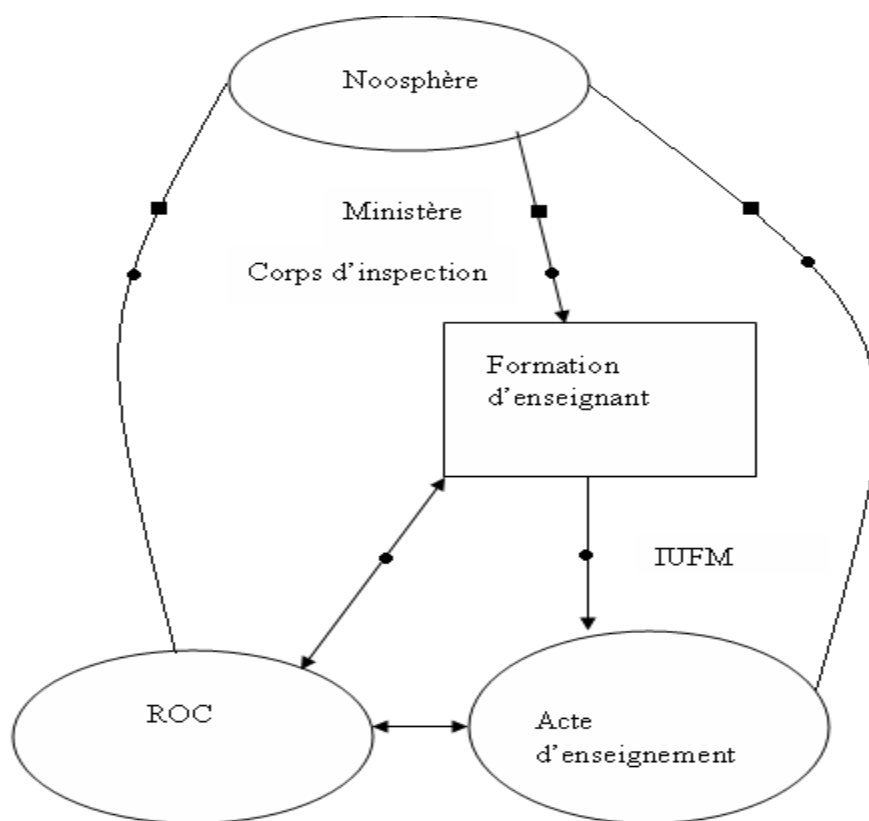 Noosphère
Ministère
Corps d'inspection
Formation
d'enseignant
IUFM
ROC
Acte
d'enseignement